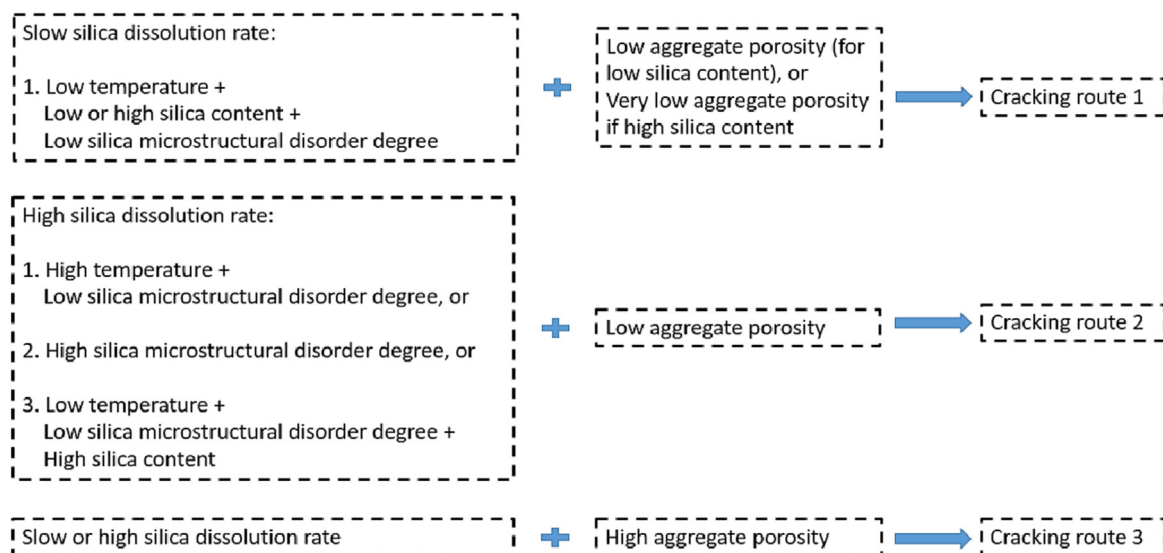 Slow silica dissolution rate:
1. Low temperature +
Low or high silica content +
Low silica microstructural disorder degree
Low aggregate porosity (for
low silica content), or
Very low aggregate porosity
if high silica content
Cracking route 1
High silica dissolution rate:
1. High temperature +
Low silica microstructural disorder degree, or
2. High silica microstructural disorder degree, or
3. Low temperature +
Low silica microstructural disorder degree +
High silica content
Low aggregate porosity
Cracking route 2
Slow or high silica dissolution rate
High aggregate porosity
Cracking route 3